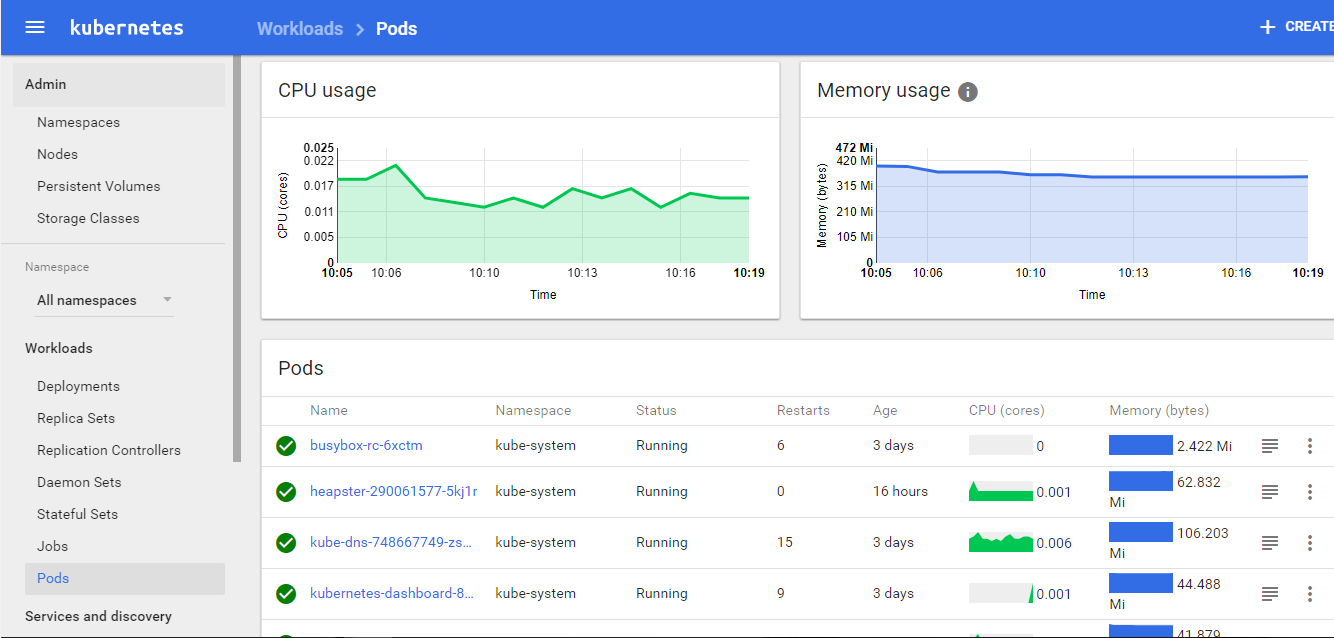 kubernetes
Workloads > Pods
+ CREATE
Admin
Namespaces
Nodes
Persistent Volumes
Storage Classes
Namespace
All namespaces
Workloads
Deployments
Replica Sets
Replication Controllers
Daemon Sets
Stateful Sets
Jobs
Pods
Services and discovery
CPU usage
CPU (cores)
0.025
0.022
0.017
0.011
0.005
0
10:05 10:06 10:10 10:13 10:16 10:19
Time
Memory usage i
Memory (bytes)
472 Mi
420 Mi
315 Mi
210 Mi
105 Mi
0
10:05 10:06 10:10 10:13 10:16 10:19
Time
Pods
Name Namespace Status Restarts Age CPU (cores) Memory (bytes)
busybox-rc-6xctm kube-system Running 6 3 days 0 2.422 Mi
heapster-290061577-5kj1r kube-system Running 0 16 hours 0.001 62.832
Mi
kube-dns-748667749-zs... kube-system Running 15 3 days 0.006 106.203
Mi
kubernetes-dashboard-8... kube-system Running 9 3 days 0.001 44.488
Mi
41.879